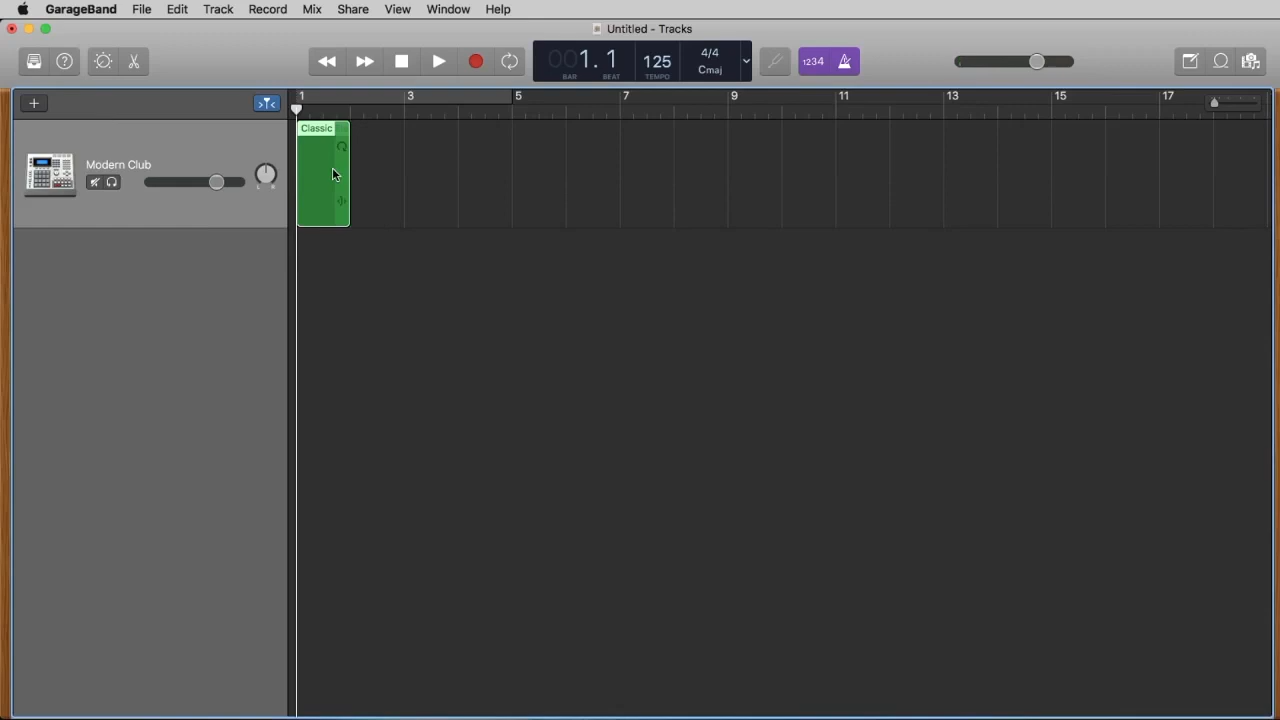 GarageBand File Edit Track Record Mix Share View Window Help
Untitled - Tracks
001. 1 125 4/4 Cmaj 1234
BAR BEAT TEMPO
1 3 5 7 9 11 13 15 17
Classic
Modern Club
L R